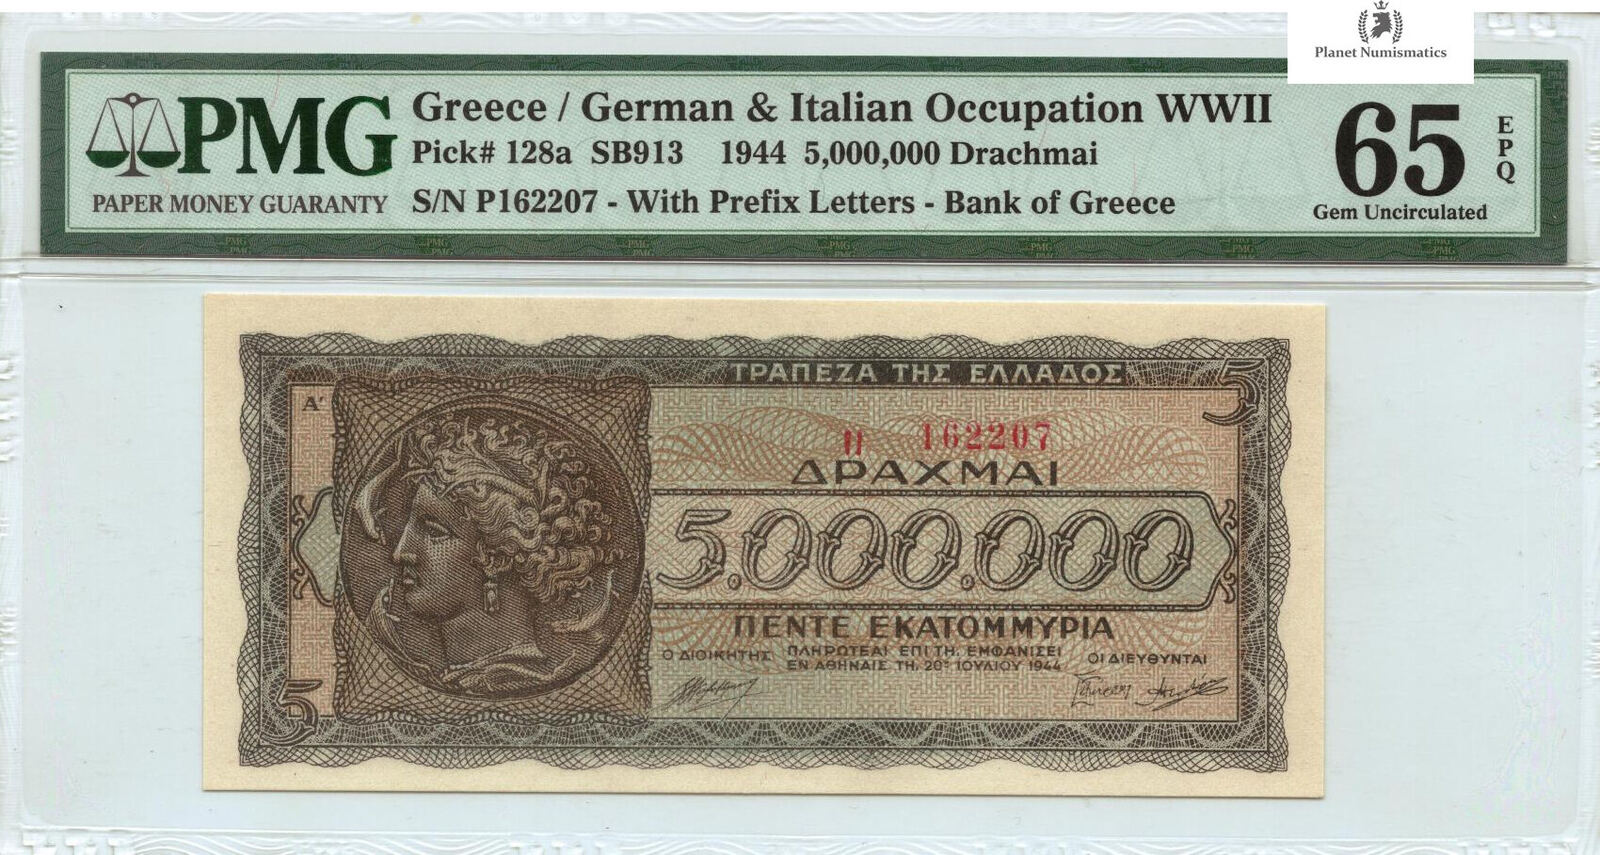 Planet Numismatics
PMG
PAPER MONEY GUARANTY
Greece / German & Italian Occupation WWII
Pick# 128a SB913 1944 5,000,000 Drachmai
S/N P162207 - With Prefix Letters - Bank of Greece
65
EPQ
Gem Uncirculated
ΤΡΑΠΕΖΑ ΤΗΣ ΕΛΛΑΔΟΣ
5
Α'
Π 162207
ΔΡΑΧΜΑΙ
5.000.000
ΠΕΝΤΕ ΕΚΑΤΟΜΜΥΡΙΑ
Ο ΔΙΟΙΚΗΤΗΣ ΠΛΗΡΩΤΕΑΙ ΕΠΙ ΤΗ. ΕΜΦΑΝΙΣΕΙ
ΕΝ ΑΘΗΝΑΙΣ ΤΗ. 20ῌ ΙΟΥΛΙΟΥ 1944 ΟΙ ΔΙΕΥΘΥΝΤΑΙ
5